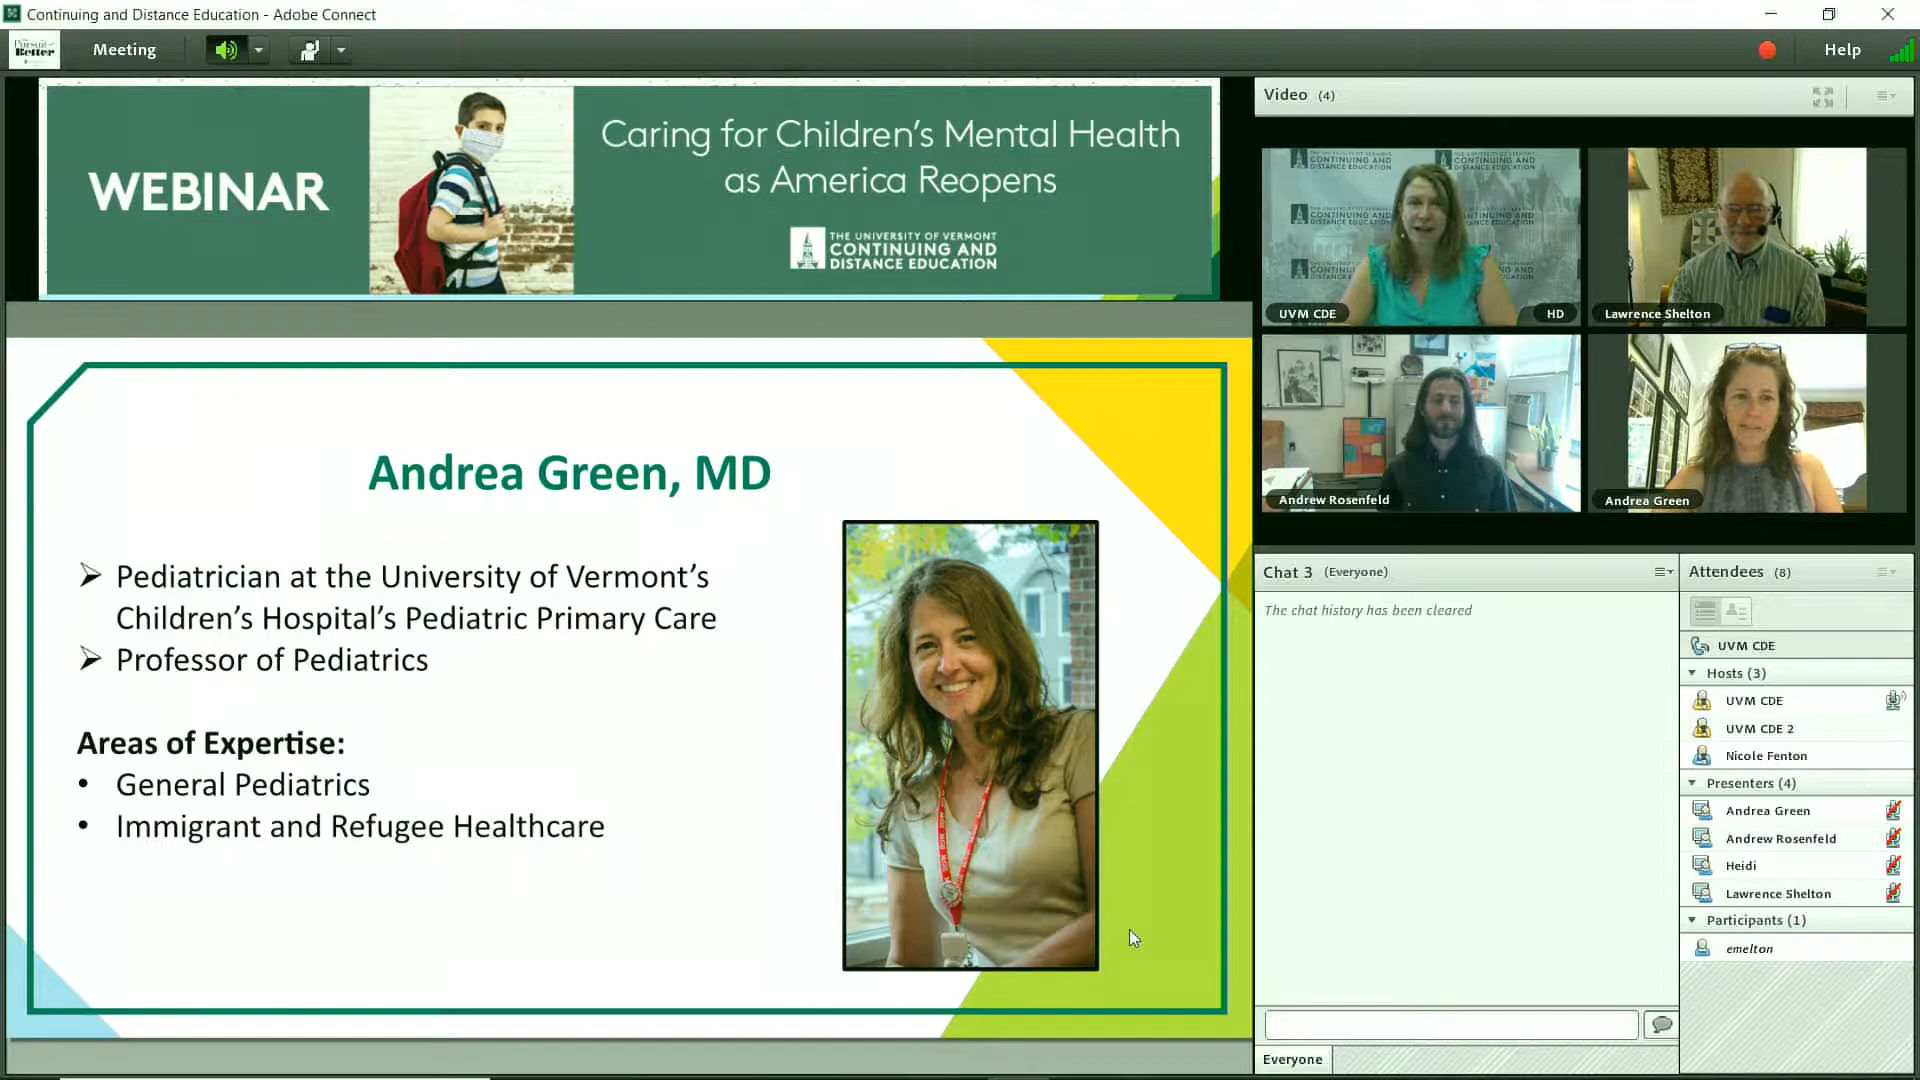 Continuing and Distance Education - Adobe Connect
Pursuit of
Better
Meeting
Help
WEBINAR
Caring for Children's Mental Health
as America Reopens
THE UNIVERSITY OF VERMONT
CONTINUING AND
DISTANCE EDUCATION
Andrea Green, MD
➢ Pediatrician at the University of Vermont’s
Children’s Hospital’s Pediatric Primary Care
➢ Professor of Pediatrics
Areas of Expertise:
• General Pediatrics
• Immigrant and Refugee Healthcare
Video (4)
UVM CDE
HD
Lawrence Shelton
Andrew Rosenfeld
Andrea Green
Chat 3 (Everyone)
The chat history has been cleared
Everyone
Attendees (8)
UVM CDE
Hosts (3)
UVM CDE
UVM CDE 2
Nicole Fenton
Presenters (4)
Andrea Green
Andrew Rosenfeld
Heidi
Lawrence Shelton
Participants (1)
emelton